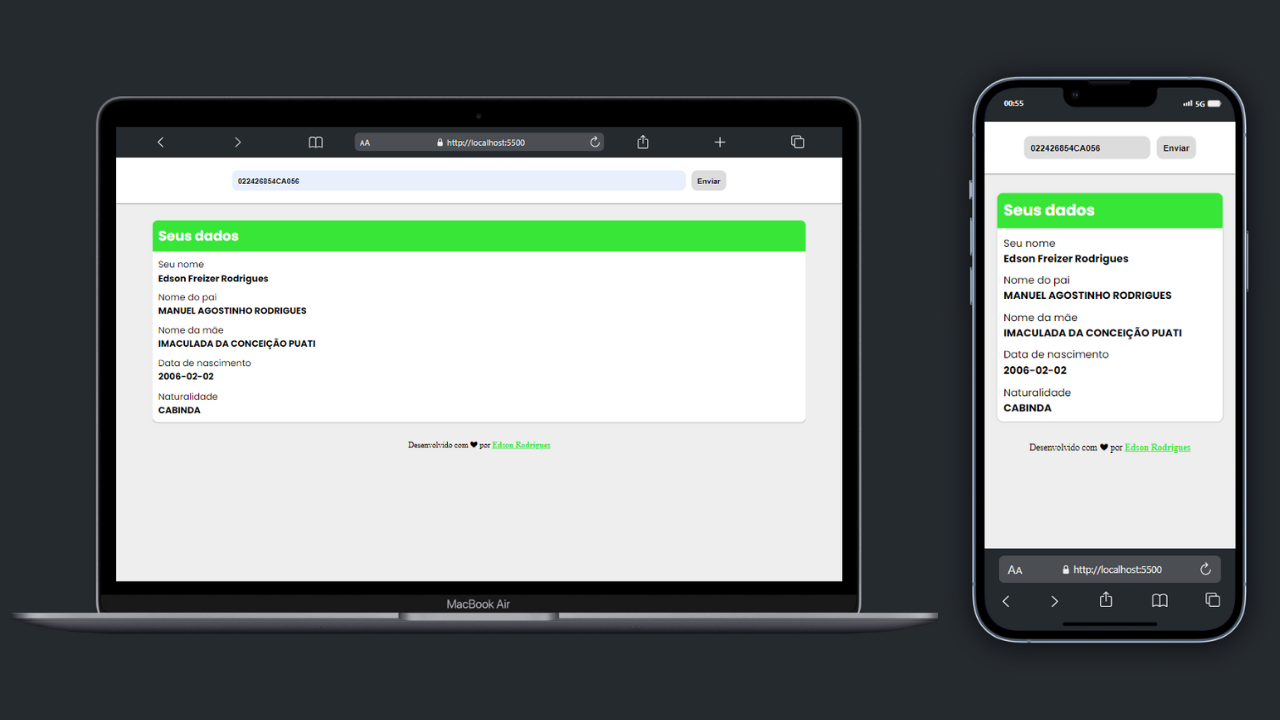 AA
http://localhost:5500
022426854CA056
Enviar
Seus dados
Seu nome
Edson Freizer Rodrigues
Nome do pai
MANUEL AGOSTINHO RODRIGUES
Nome da mãe
IMACULADA DA CONCEIÇÃO PUATI
Data de nascimento
2006-02-02
Naturalidade
CABINDA
Desenvolvido com ❤ por Edson Rodrigues
MacBook Air
00:55
5G
022426854CA056
Enviar
Seus dados
Seu nome
Edson Freizer Rodrigues
Nome do pai
MANUEL AGOSTINHO RODRIGUES
Nome da mãe
IMACULADA DA CONCEIÇÃO PUATI
Data de nascimento
2006-02-02
Naturalidade
CABINDA
Desenvolvido com ❤ por Edson Rodrigues
AA
http://localhost:5500